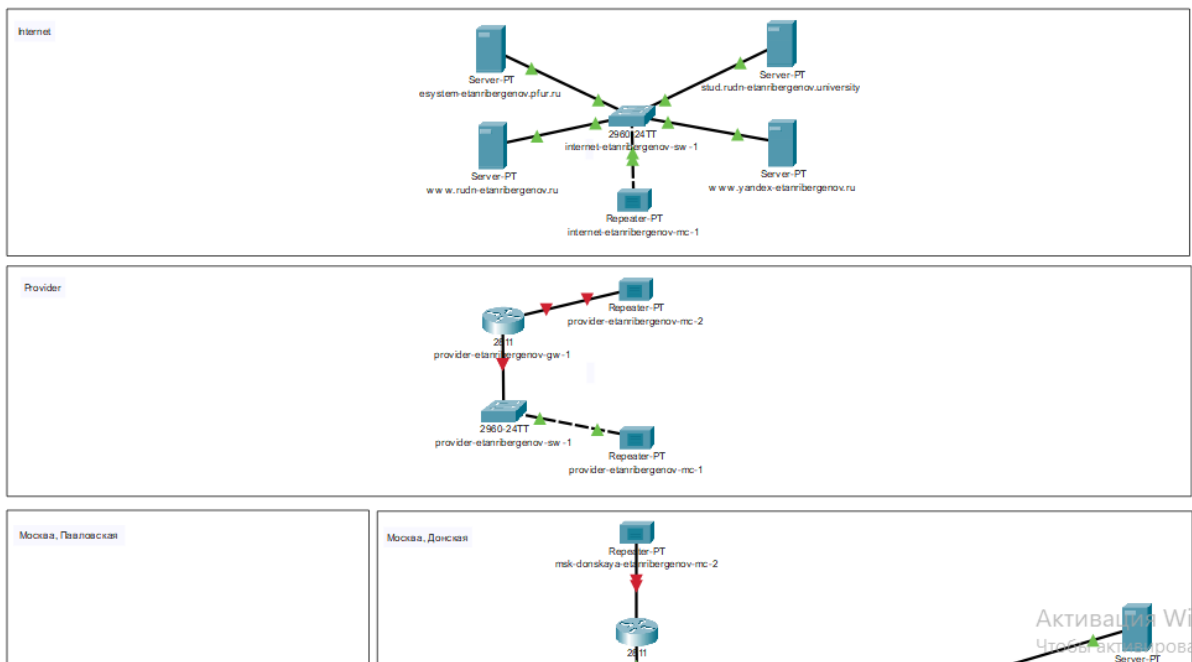 Internet
Server-PT
esystem-etanribergenov.pfur.ru
Server-PT
stud.rudn-etanribergenov.university
2960-24TT
internet-etanribergenov-sw-1
Server-PT
www.rudn-etanribergenov.ru
Server-PT
www.yandex-etanribergenov.ru
Repeater-PT
internet-etanribergenov-mc-1
Provider
Repeater-PT
provider-etanribergenov-mc-2
2811
provider-etanribergenov-gw-1
2960-24TT
provider-etanribergenov-sw-1
Repeater-PT
provider-etanribergenov-mc-1
Москва, Павловская
Москва, Донская
Repeater-PT
msk-donskaya-etanribergenov-mc-2
2811
Активация Wi
Чтобы активирова
Server-PT